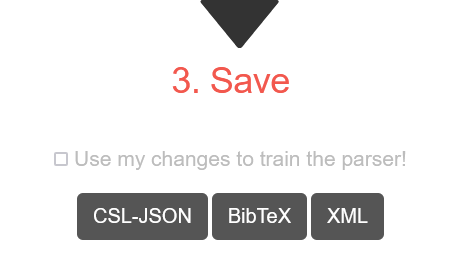 3. Save
Use my changes to train the parser!
CSL-JSON BibTeX XML